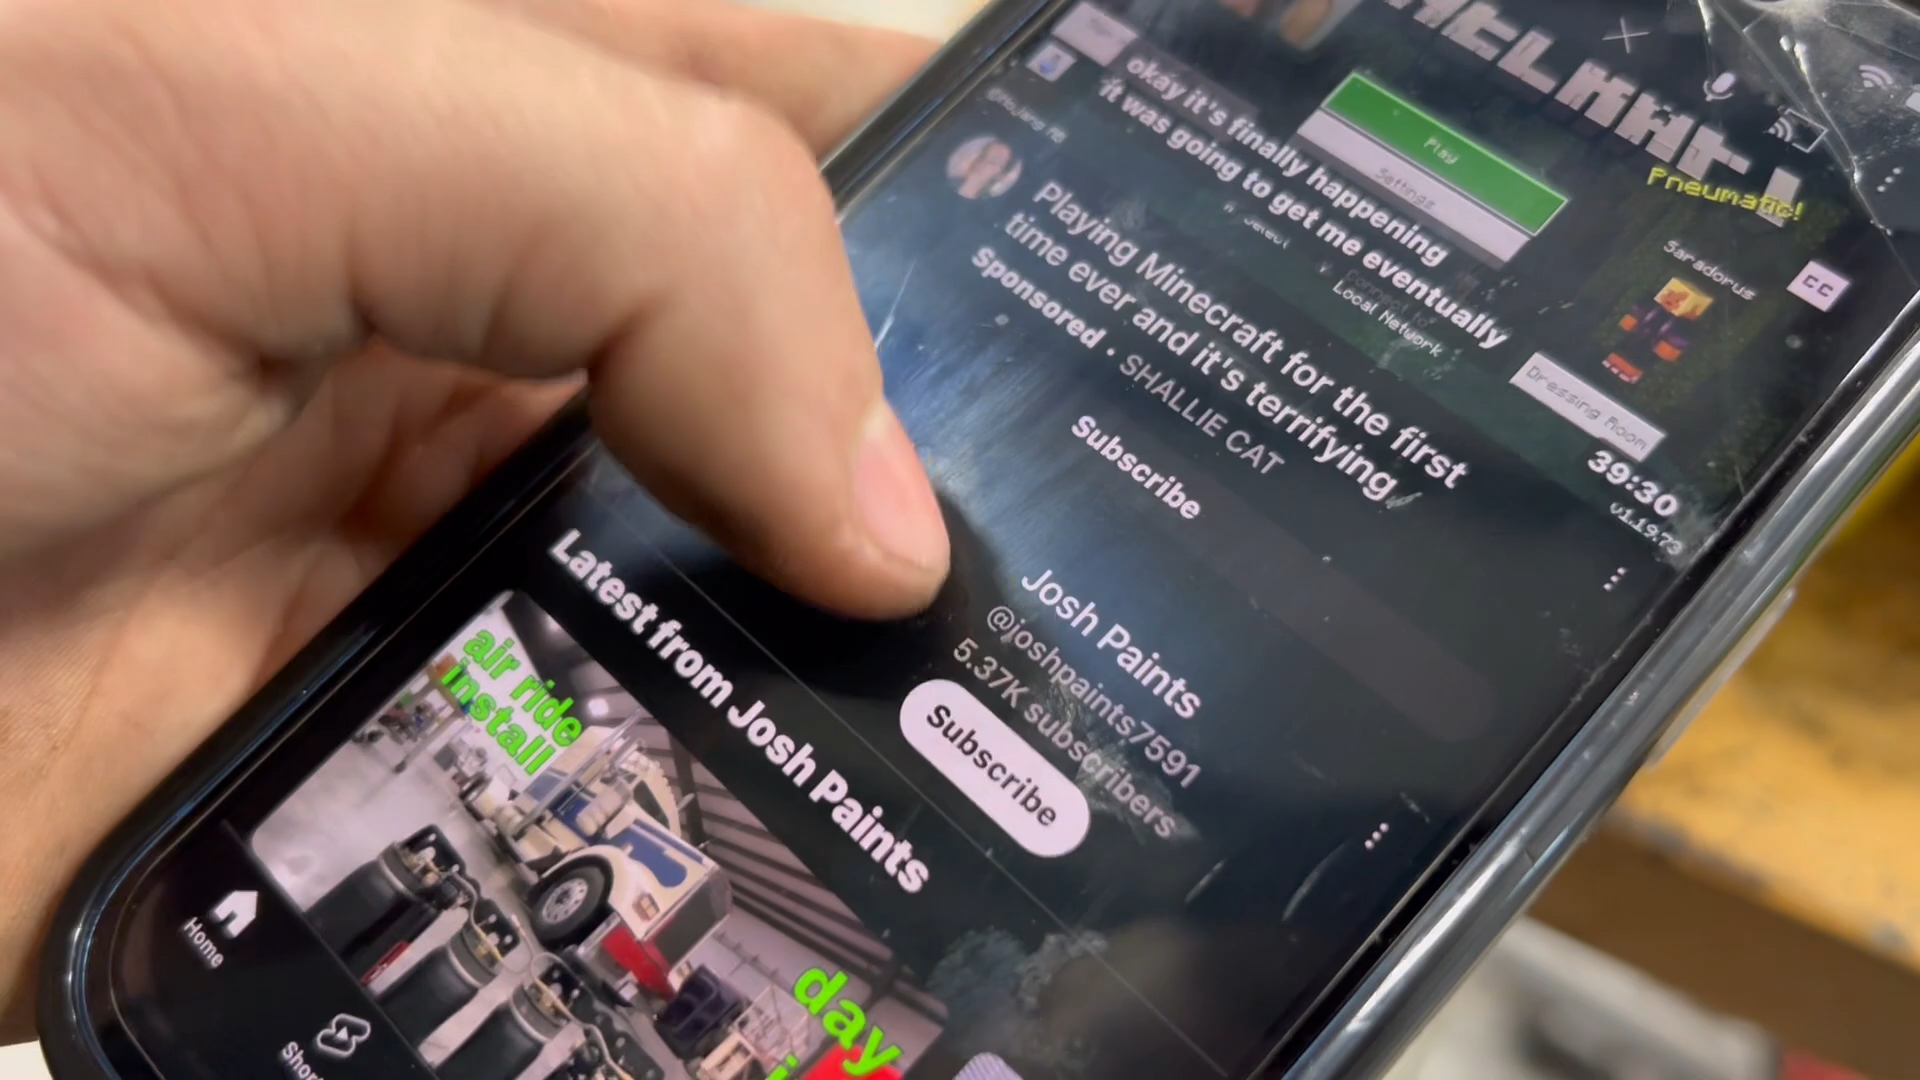 Pneumatic!
Play
Settings
okay it's finally happening
it was going to get me eventually
Local Network
Saradorus
CC
Dressing Room
39:30
v1.19.73
Playing Minecraft for the first
time ever and it's terrifying
Sponsored • SHALLIE CAT
Subscribe
Josh Paints
@joshpaints7591
5.37K subscribers
Subscribe
Latest from Josh Paints
air ride
install
day
Home